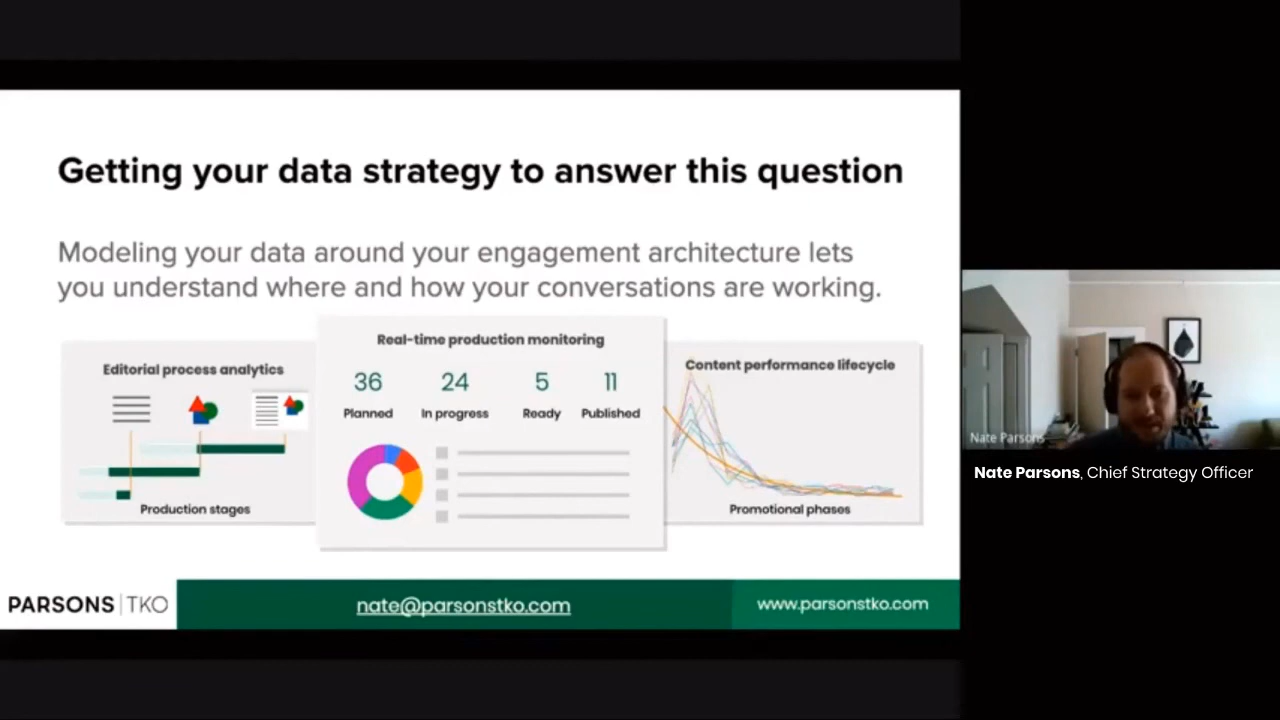 Getting your data strategy to answer this question
Modeling your data around your engagement architecture lets
you understand where and how your conversations are working.
Editorial process analytics
Production stages
Real-time production monitoring
36 24 5 11
Planned In progress Ready Published
Content performance lifecycle
Promotional phases
PARSONS|TKO
nate@parsonstko.com
www.parsonstko.com
Nate Parsons
Nate Parsons, Chief Strategy Officer